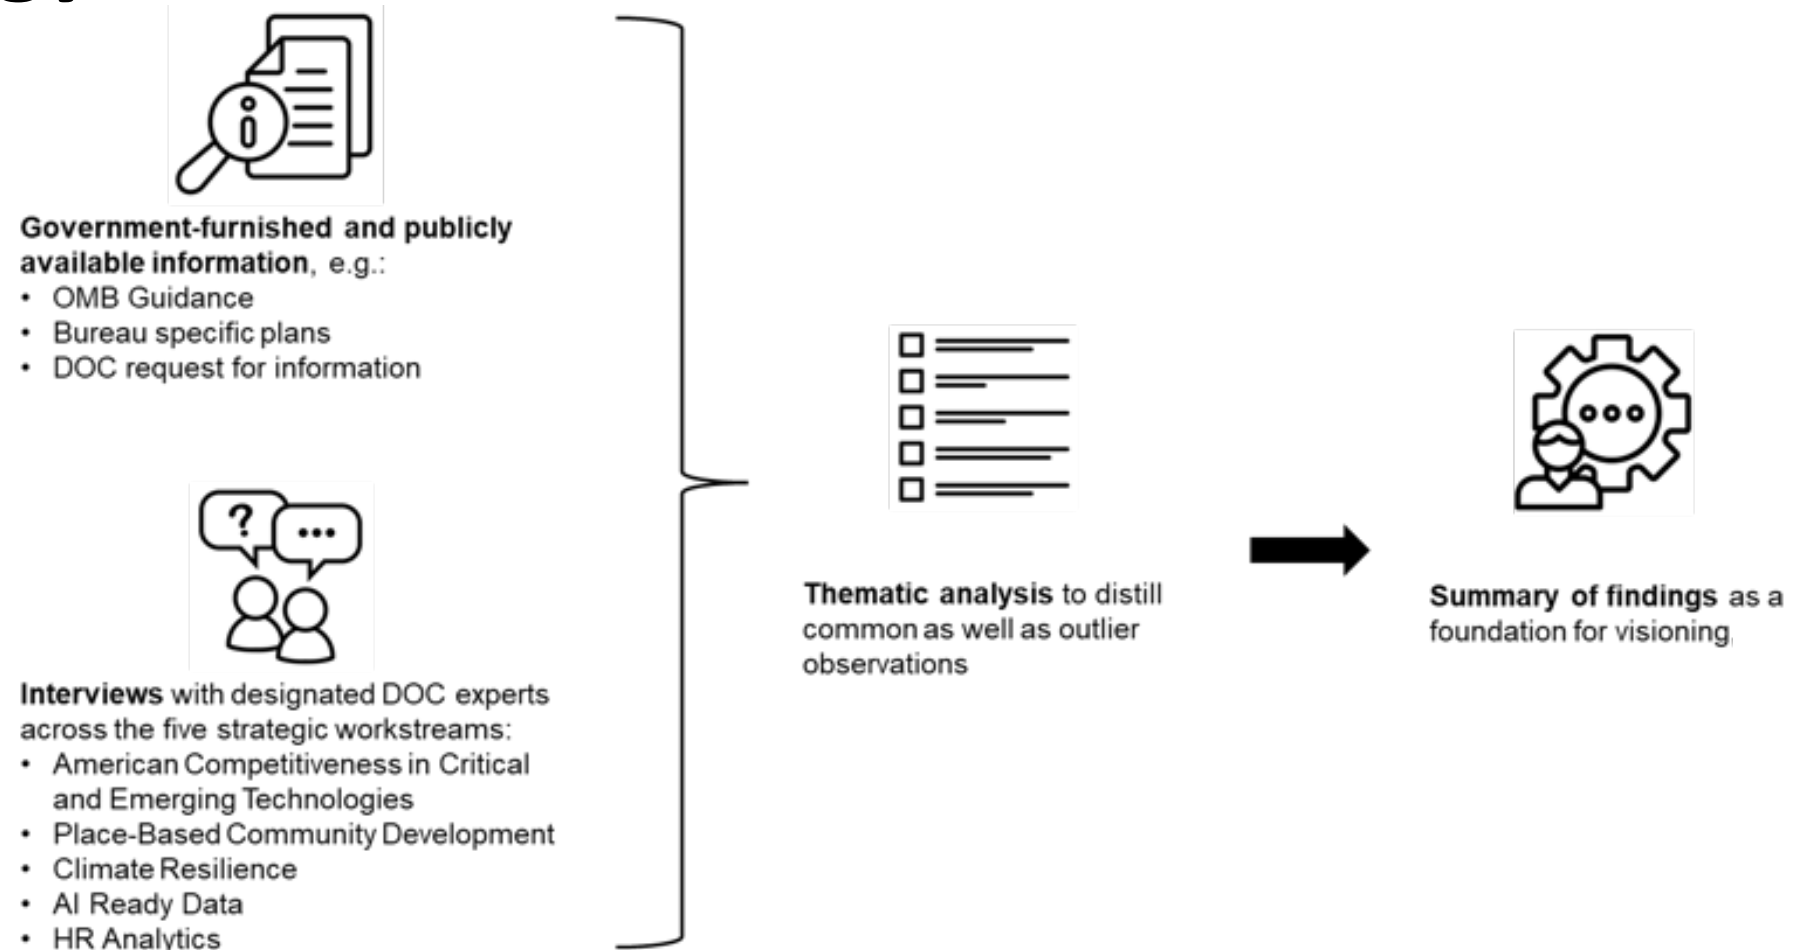 Government-furnished and publicly
available information, e.g.:
• OMB Guidance
• Bureau specific plans
• DOC request for information
Interviews with designated DOC experts
across the five strategic workstreams:
• American Competitiveness in Critical
and Emerging Technologies
• Place-Based Community Development
• Climate Resilience
• AI Ready Data
• HR Analytics
Thematic analysis to distill
common as well as outlier
observations
Summary of findings as a
foundation for visioning